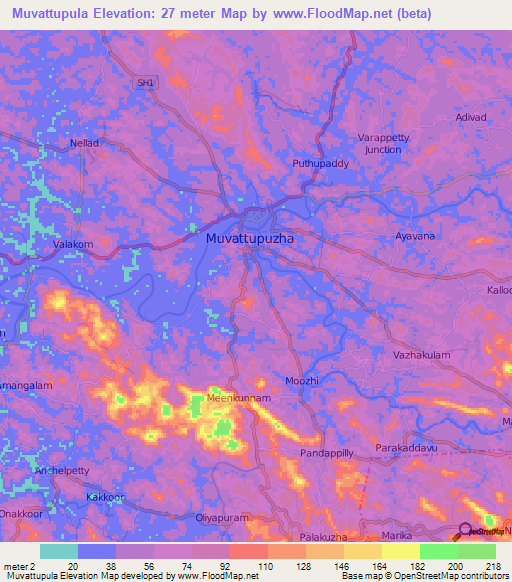 Muvattupula Elevation: 27 meter Map by www.FloodMap.net (beta)
SH1
Adivad
Nellad
Varappetty
Junction
Puthupaddy
Muvattupuzha
Ayavana
Valakom
Kalloo
Vazhakulam
amangalam
Moozhi
Meenkunnam
Ma
Parakaddavu
Pandappilly
Anchelpetty
Kakkoor
Onakkoor
Oliyapuram
Palakuzha
Marika
OpenStreetMap
N
meter 2 20 38 56 74 92 110 128 146 164 182 200 218
Muvattupula Elevation Map developed by www.FloodMap.net
Base map © OpenStreetMap contributors